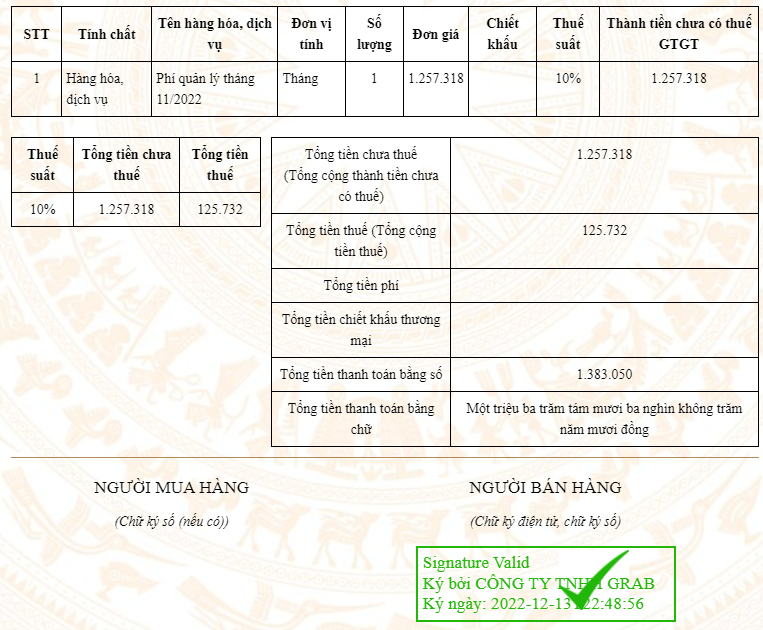 STT Tính chất Tên hàng hóa, dịch vụ Đơn vị tính Số lượng Đơn giá Chiết khấu Thuế suất Thành tiền chưa có thuế GTGT
1 Hàng hóa, dịch vụ Phí quản lý tháng 11/2022 Tháng 1 1.257.318 10% 1.257.318
Thuế suất Tổng tiền chưa thuế Tổng tiền thuế
10% 1.257.318 125.732
Tổng tiền chưa thuế
(Tổng cộng thành tiền chưa có thuế) 1.257.318
Tổng tiền thuế (Tổng cộng tiền thuế) 125.732
Tổng tiền phí
Tổng tiền chiết khấu thương mại
Tổng tiền thanh toán bằng số 1.383.050
Tổng tiền thanh toán bằng chữ Một triệu ba trăm tám mươi ba nghìn không trăm năm mươi đồng
NGƯỜI MUA HÀNG NGƯỜI BÁN HÀNG
(Chữ ký số (nếu có)) (Chữ ký điện tử, chữ ký số)
Signature Valid
Ký bởi CÔNG TY TNHH GRAB
Ký ngày: 2022-12-13T22:48:56